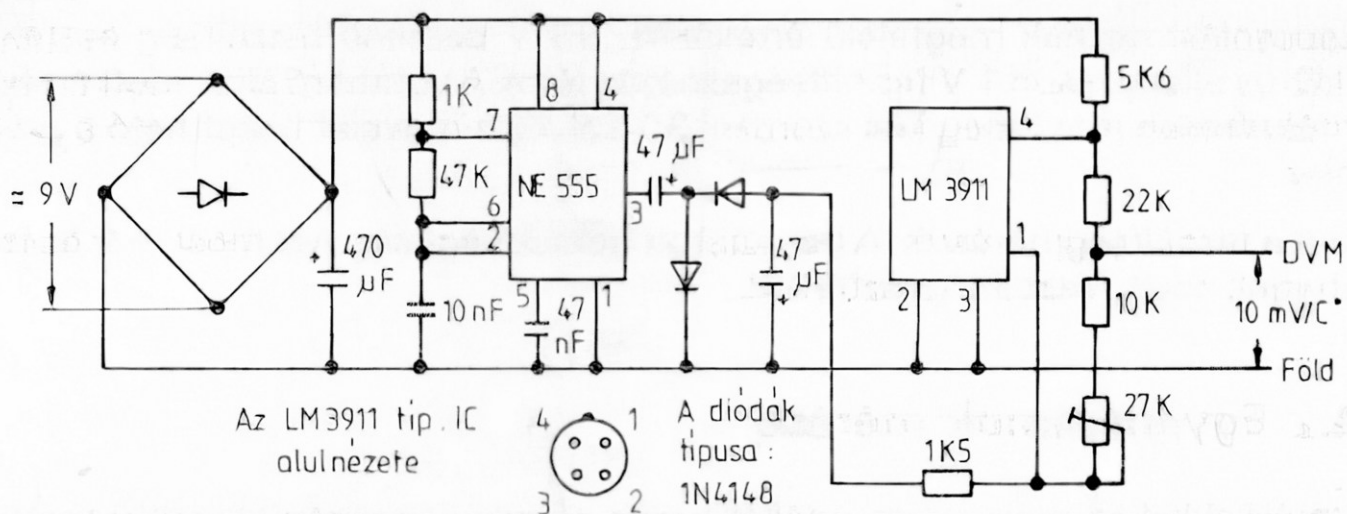 ≂ 9 V
470 μF
1K
47K
10 nF
7
6
2
8
4
NE 555
3
5
1
47 nF
47 μF
47 μF
LM 3911
4
1
2
3
5K6
22K
10K
27K
1K5
DVM
10 mV/C°
Föld
Az LM3911 tip. IC
alulnézete
4
1
3
2
A diódák
típusa :
1N4148